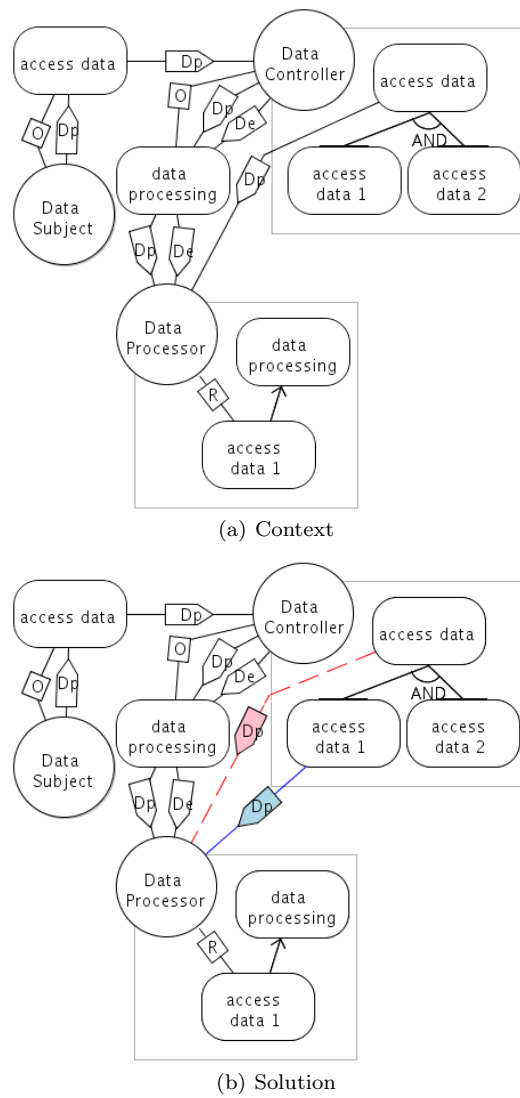 access data
Dp
Data
Controller
access data
O
Dp
De
O
Dp
AND
data
processing
Dp
access
data 1
access
data 2
Data
Subject
Dp
De
Data
Processor
data
processing
R
access
data 1
(a) Context
access data
Dp
Data
Controller
access data
O
Dp
De
O
Dp
AND
data
processing
Dp
access
data 1
access
data 2
Data
Subject
Dp
De
Dp
Data
Processor
data
processing
R
access
data 1
(b) Solution